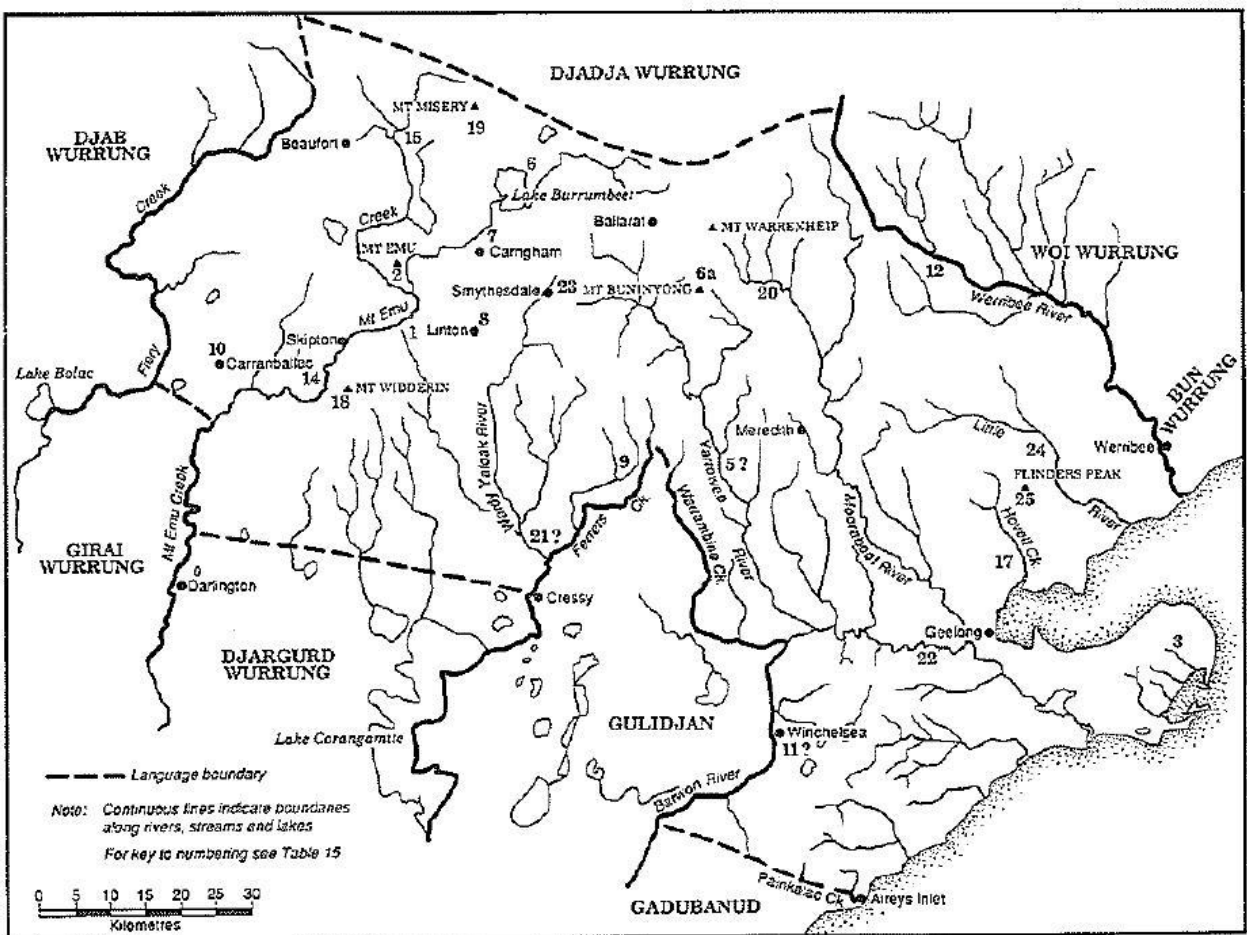 DJADJA WURRUNG
MT MISERY
19
DJAB
WURRUNG
Beaufort
15
6
Lake Burrumbeet
Creek
Creek
Ballarat
MT WARRENHEIP
WOI WURRUNG
MT EMU
2
7
Carngham
12
6a
Smythesdale
23
MT BUNINYONG
20
Werribee River
Mt Emu
1
Linton
8
Skipton
10
Carranballac
14
Fiery
Lake Bolac
18
MT WIDDERIN
BUN
WURRUNG
Yaloak River
Meredith
Little
24
Werribee
9
5?
Yarrowee
FLINDERS PEAK
25
River
Mt Emu Creek
Woady
21?
Ferrers
Ck
Warrambine Ck.
River
Moorabool River
Hovell Ck
17
GIRAI
WURRUNG
Darlington
Cressy
Geelong
22
3
DJARGURD
WURRUNG
GULIDJAN
Lake Corangamite
Winchelsea
11?
Barwon River
Language boundary
Note: Continuous lines indicate boundaries
along rivers, streams and lakes
For key to numbering see Table 15
0 5 10 15 20 25 30
Kilometres
Painkalac Ck
Aireys Inlet
GADUBANUD